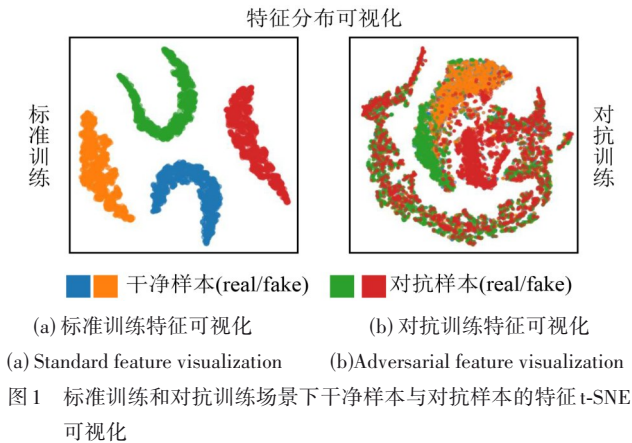 特征分布可视化
标准训练
对抗训练
干净样本(real/fake)
对抗样本(real/fake)
(a) 标准训练特征可视化
(b) 对抗训练特征可视化
(a) Standard feature visualization
(b)Adversarial feature visualization
图1 标准训练和对抗训练场景下干净样本与对抗样本的特征t-SNE
可视化